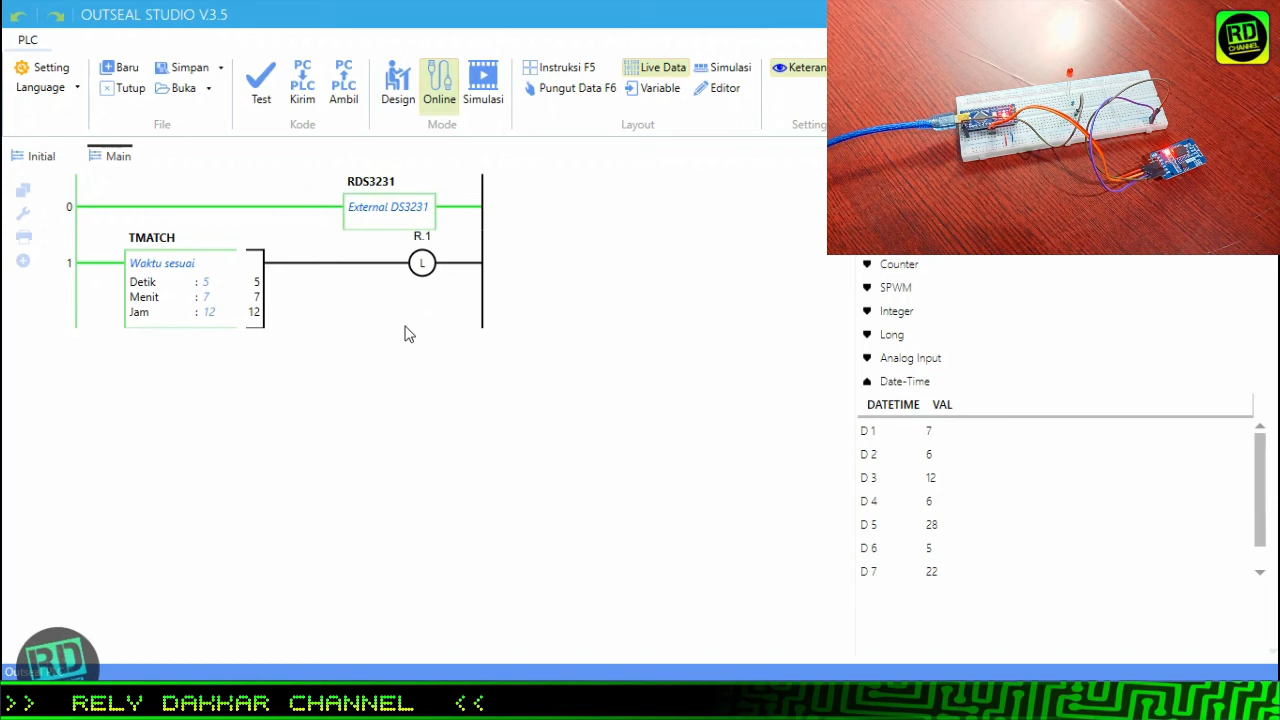 OUTSEAL STUDIO V.3.5
PLC
Setting
Language
Baru
Simpan
Tutup
Buka
File
Test
PC
PLC
Kirim
PC
PLC
Ambil
Kode
Design
Online
Simulasi
Mode
Instruksi F5
Live Data
Simulasi
Pungut Data F6
Variable
Editor
Layout
Keteran
Setting
RD
CHANNEL
Initial
Main
RDS3231
0
External DS3231
TMATCH
R.1
1
Waktu sesuai
L
Detik : 5 5
Menit : 7 7
Jam : 12 12
Counter
SPWM
Integer
Long
Analog Input
Date-Time
DATETIME VAL
D 1 7
D 2 6
D 3 12
D 4 6
D 5 28
D 6 5
D 7 22
RD
>> RELY DAKKAR CHANNEL <<